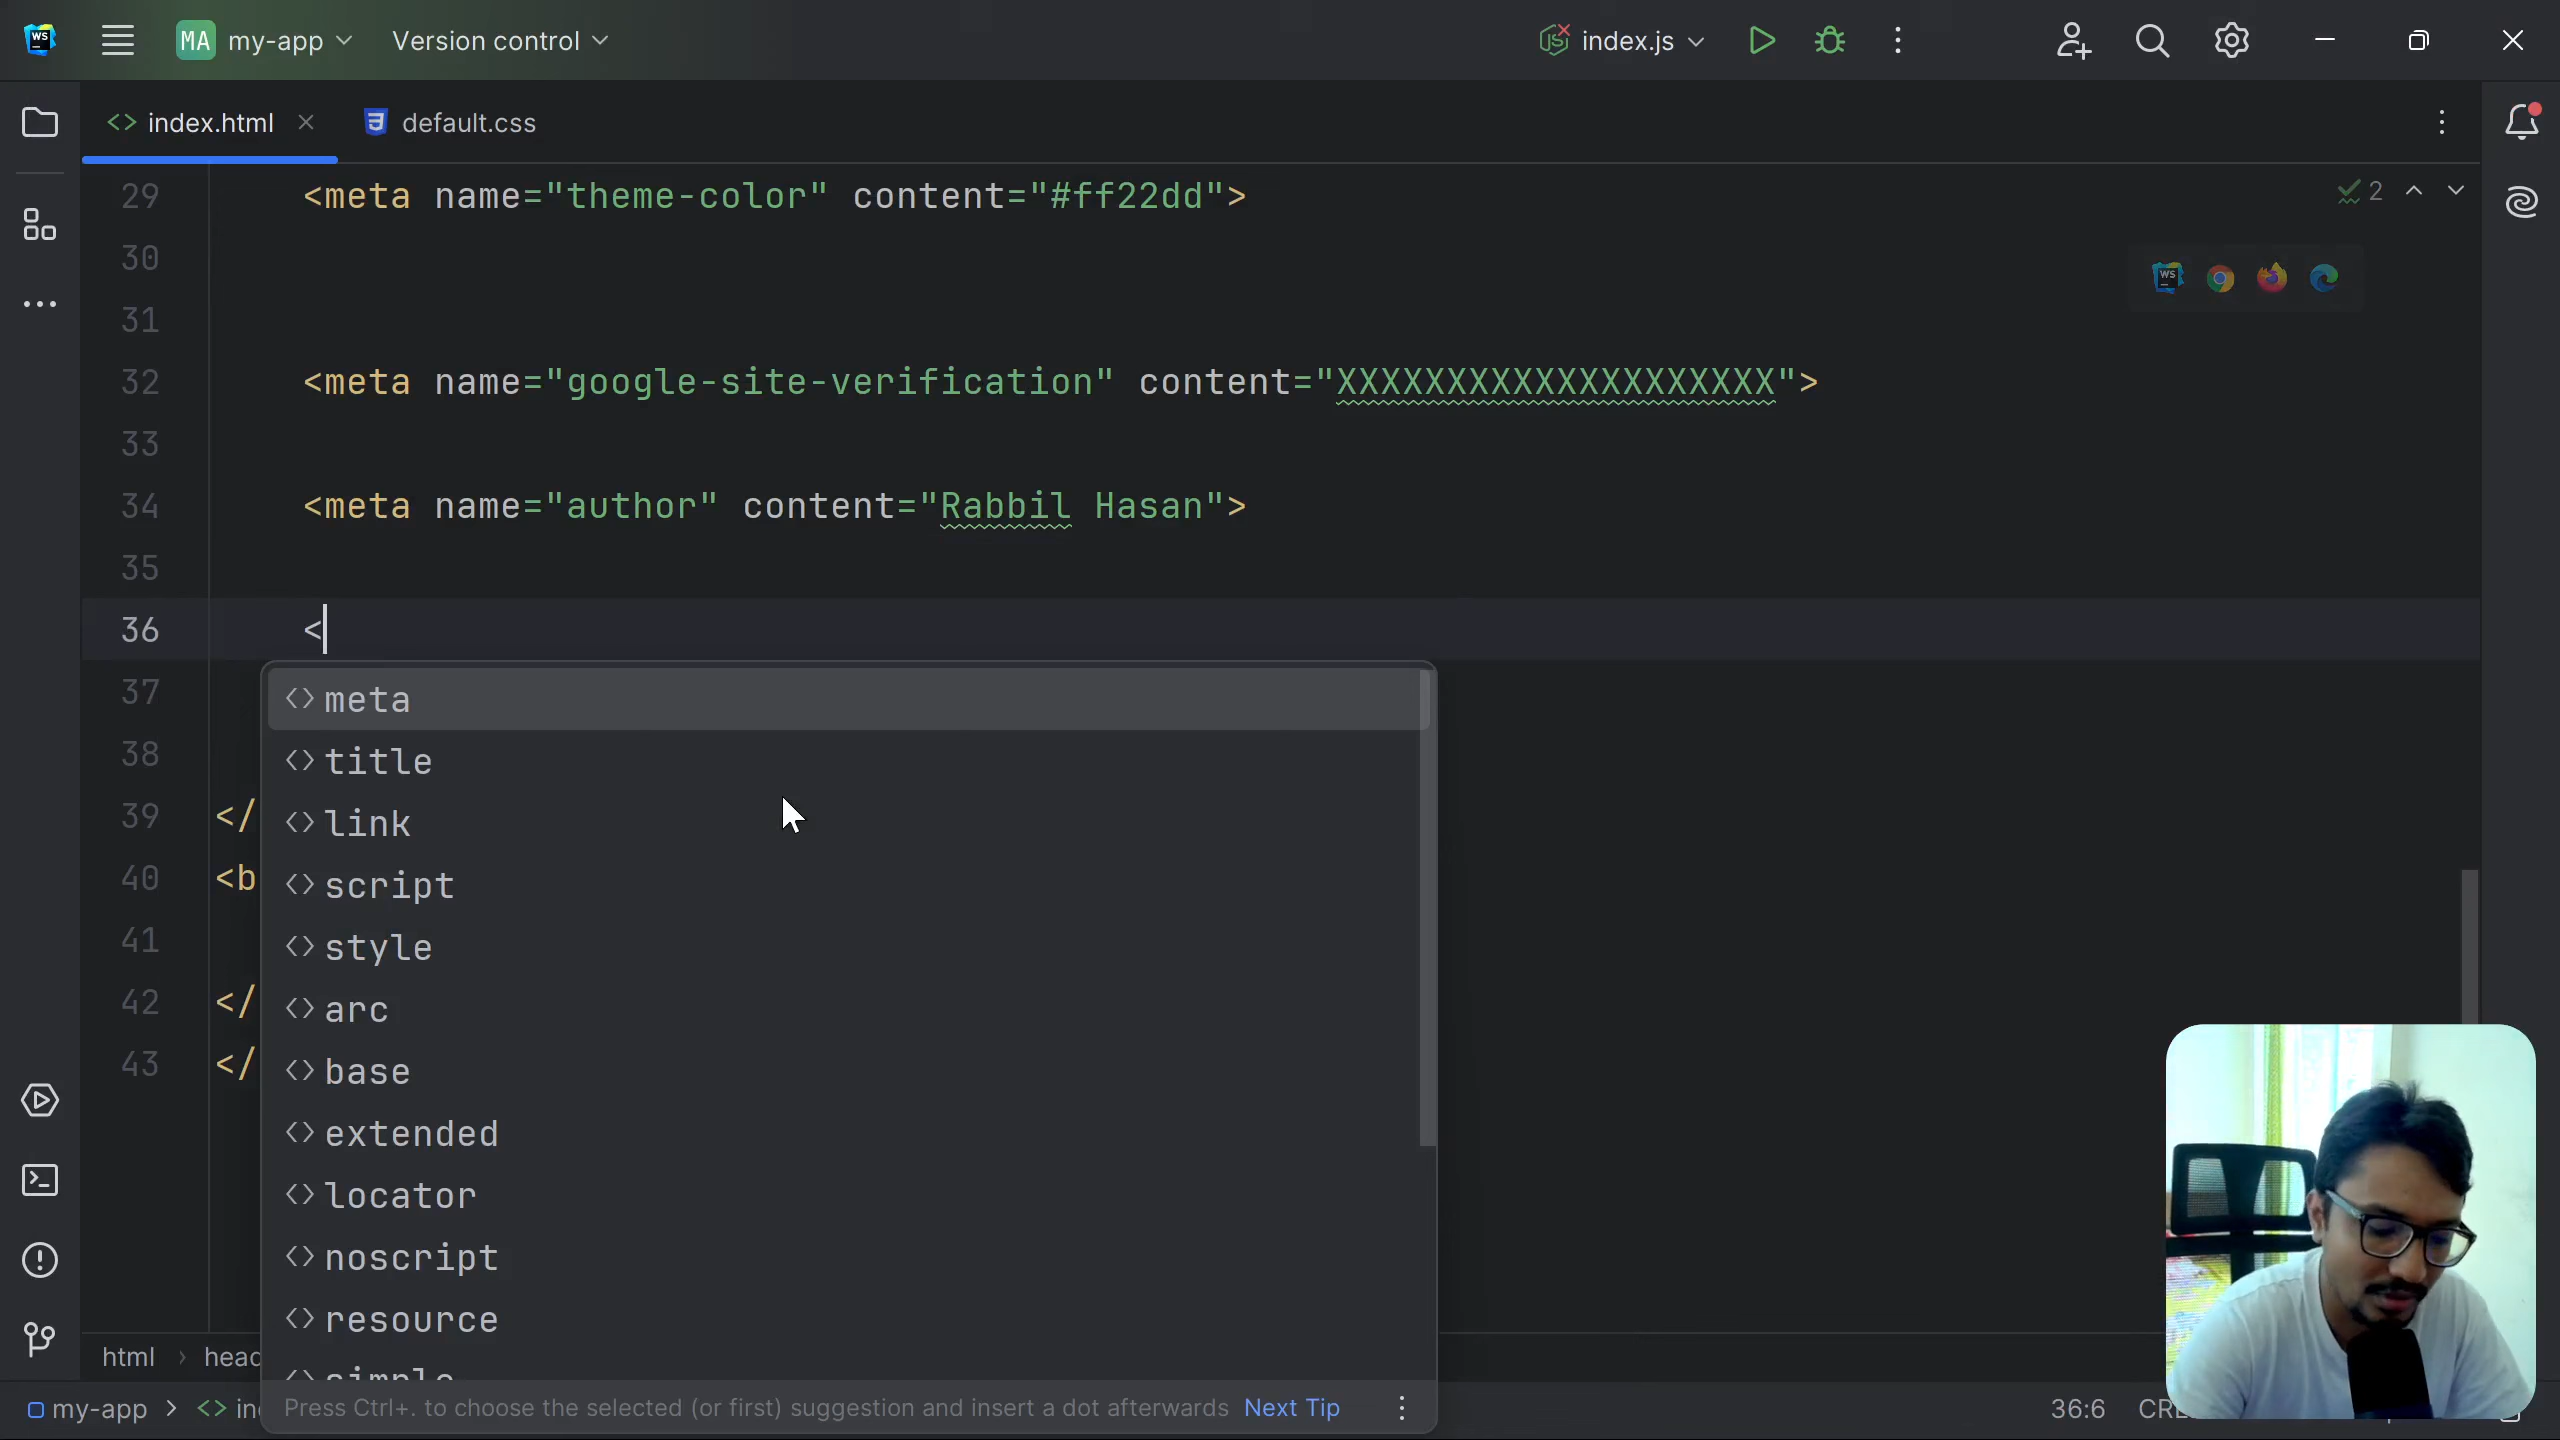 WS
MA my-app Version control index.js
index.html default.css
29 <meta name="theme-color" content="#ff22dd">
2
30
31
32 <meta name="google-site-verification" content="XXXXXXXXXXXXXXXXXXXX">
33
34 <meta name="author" content="Rabbil Hasan">
35
36 <
37
38
39 </
40 <b
41
42 </
43 </
meta
title
link
script
style
arc
base
extended
locator
noscript
resource
html › head
Press Ctrl+. to choose the selected (or first) suggestion and insert a dot afterwards Next Tip
my-app
36:6